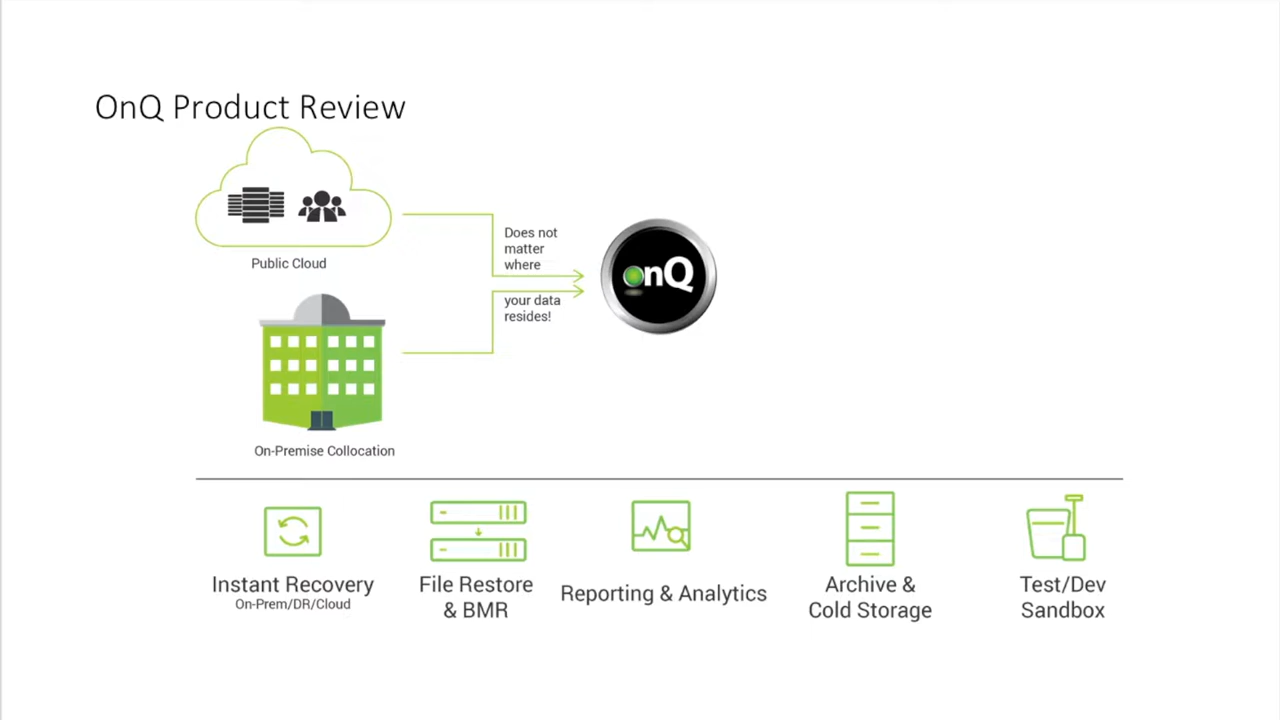 OnQ Product Review
Public Cloud
Does not
matter
where
your data
resides!
onQ
On-Premise Collocation
Instant Recovery
On-Prem/DR/Cloud
File Restore
& BMR
Reporting & Analytics
Archive &
Cold Storage
Test/Dev
Sandbox